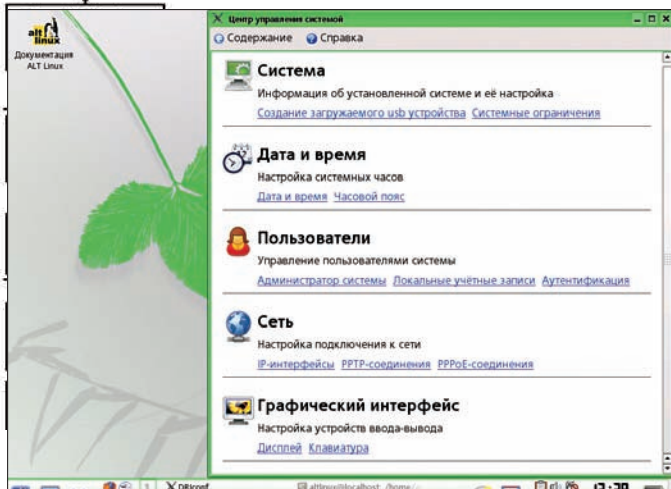 Центр управления системой
Содержание Справка
alt linux
Документация
ALT Linux
Система
Информация об установленной системе и её настройка
Создание загружаемого usb устройства Системные ограничения
Дата и время
Настройка системных часов
Дата и время Часовой пояс
Пользователи
Управление пользователями системы
Администратор системы Локальные учётные записи Аутентификация
Сеть
Настройка подключения к сети
IP-интерфейсы PPTP-соединения PPPoE-соединения
Графический интерфейс
Настройка устройств ввода-вывода
Дисплей Клавиатура